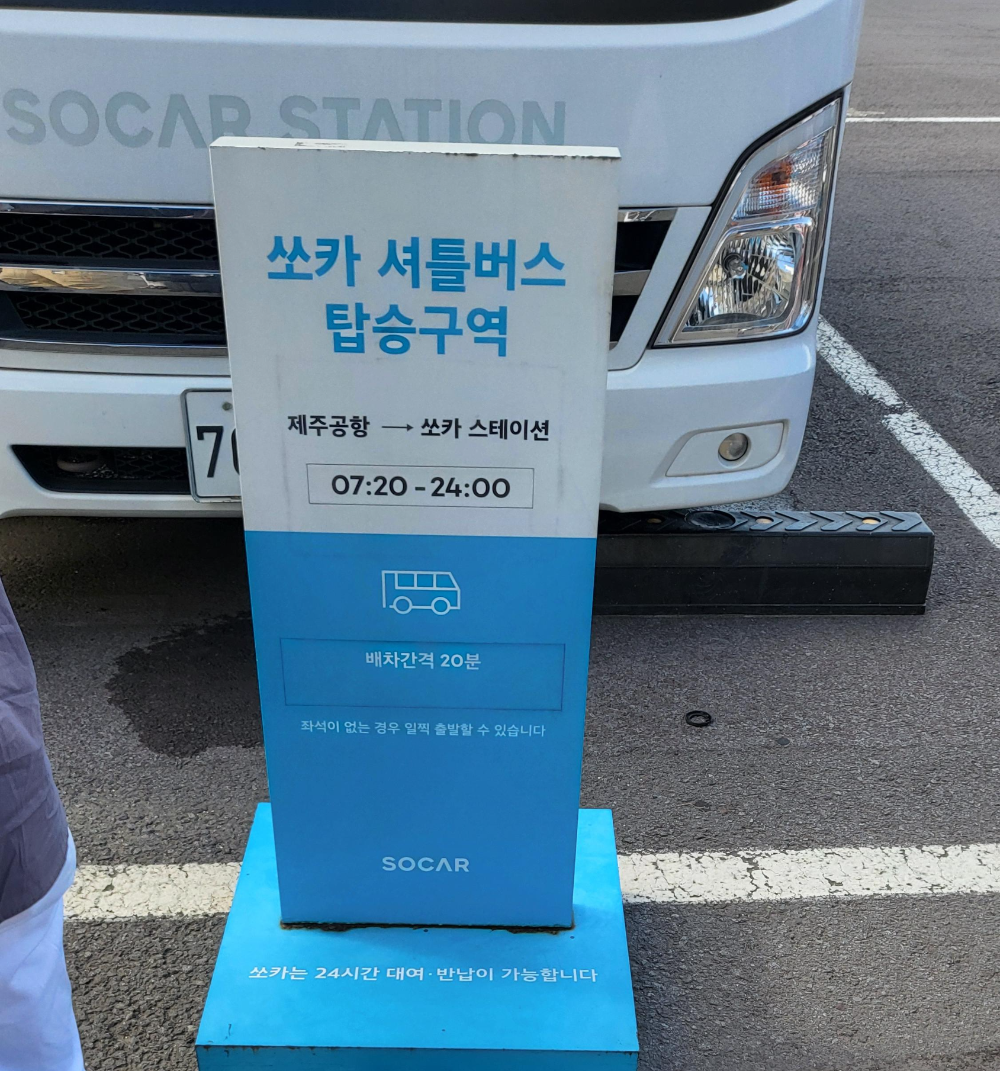 SOCAR STATION
쏘카 셔틀버스
탑승구역
제주공항 → 쏘카 스테이션
07:20 - 24:00
배차간격 20분
좌석이 없는 경우 일찍 출발할 수 있습니다
SOCAR
쏘카는 24시간 대여·반납이 가능합니다